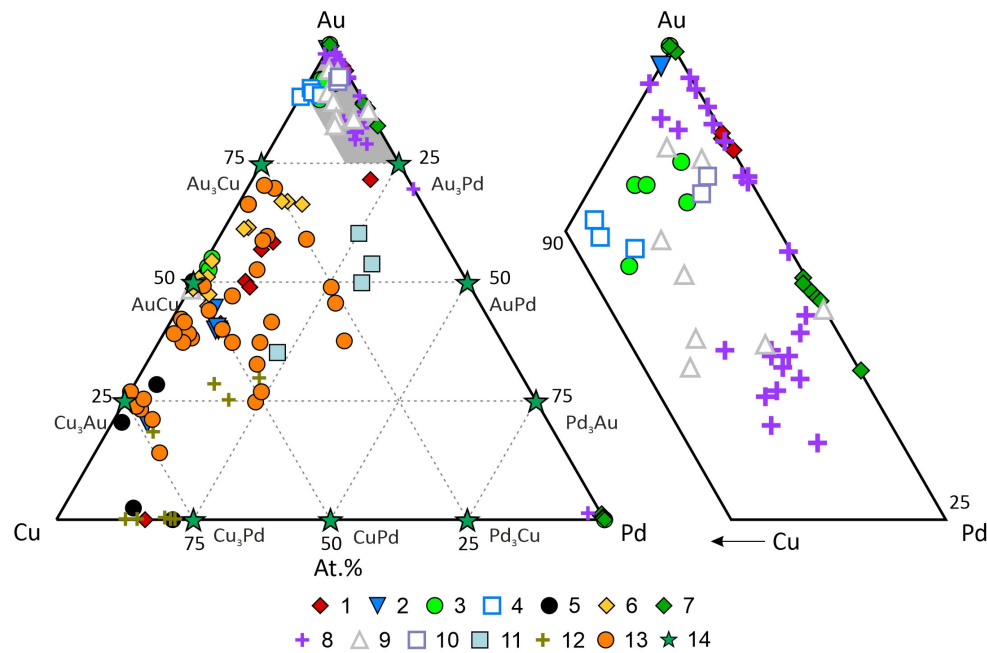 Au Au
75 25
Au₃Cu Au₃Pd
90
50 50
AuCu AuPd
25 75
Cu₃Au Pd₃Au
25
Cu Cu₃Pd CuPd Pd₃Cu Pd Pd
75 50 25 Cu
At.%
1 2 3 4 5 6 7
8 9 10 11 12 13 14